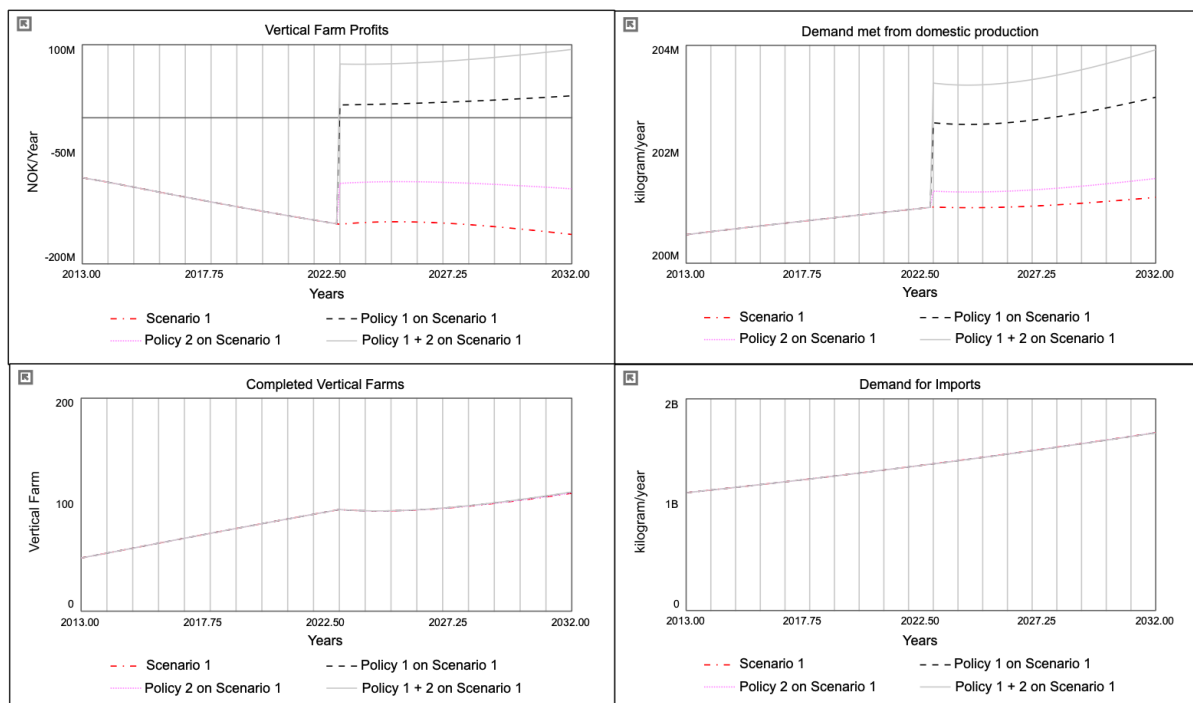 Vertical Farm Profits
100M
NOK/Year
-50M
-200M
2013.00 2017.75 2022.50 2027.25 2032.00
Years
Scenario 1 Policy 1 on Scenario 1
Policy 2 on Scenario 1 Policy 1 + 2 on Scenario 1
Demand met from domestic production
204M
kilogram/year
202M
200M
2013.00 2017.75 2022.50 2027.25 2032.00
Years
Scenario 1 Policy 1 on Scenario 1
Policy 2 on Scenario 1 Policy 1 + 2 on Scenario 1
Completed Vertical Farms
200
Vertical Farm
100
0
2013.00 2017.75 2022.50 2027.25 2032.00
Years
Scenario 1 Policy 1 on Scenario 1
Policy 2 on Scenario 1 Policy 1 + 2 on Scenario 1
Demand for Imports
2B
kilogram/year
1B
0
2013.00 2017.75 2022.50 2027.25 2032.00
Years
Scenario 1 Policy 1 on Scenario 1
Policy 2 on Scenario 1 Policy 1 + 2 on Scenario 1